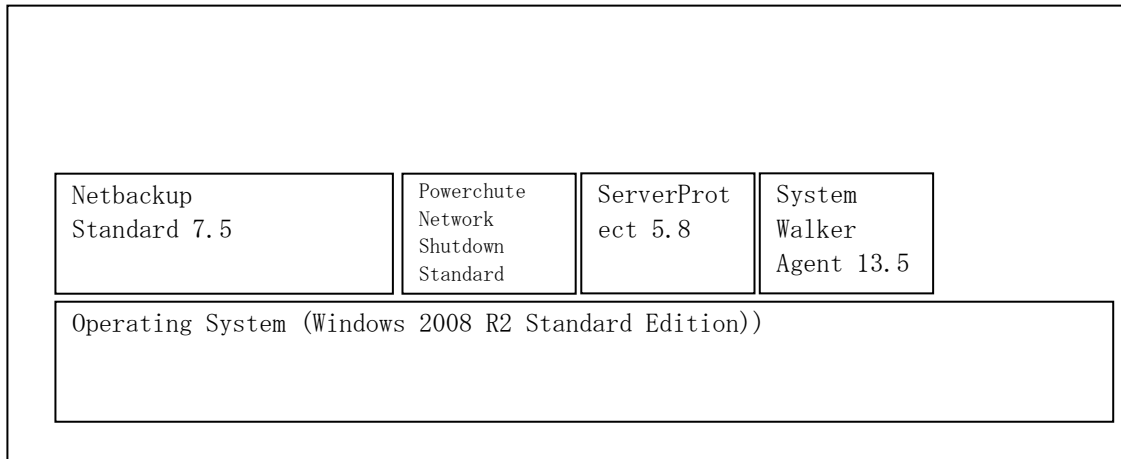 Netbackup
Standard 7.5
Powerchute
Network
Shutdown
Standard
ServerProt
ect 5.8
System
Walker
Agent 13.5
Operating System (Windows 2008 R2 Standard Edition))